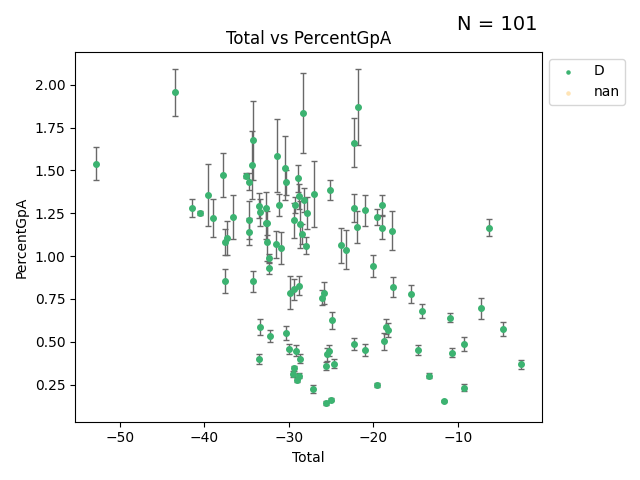 N = 101
Total vs PercentGpA
D
nan
PercentGpA
2.00
1.75
1.50
1.25
1.00
0.75
0.50
0.25
−50
−40
−30
−20
−10
Total